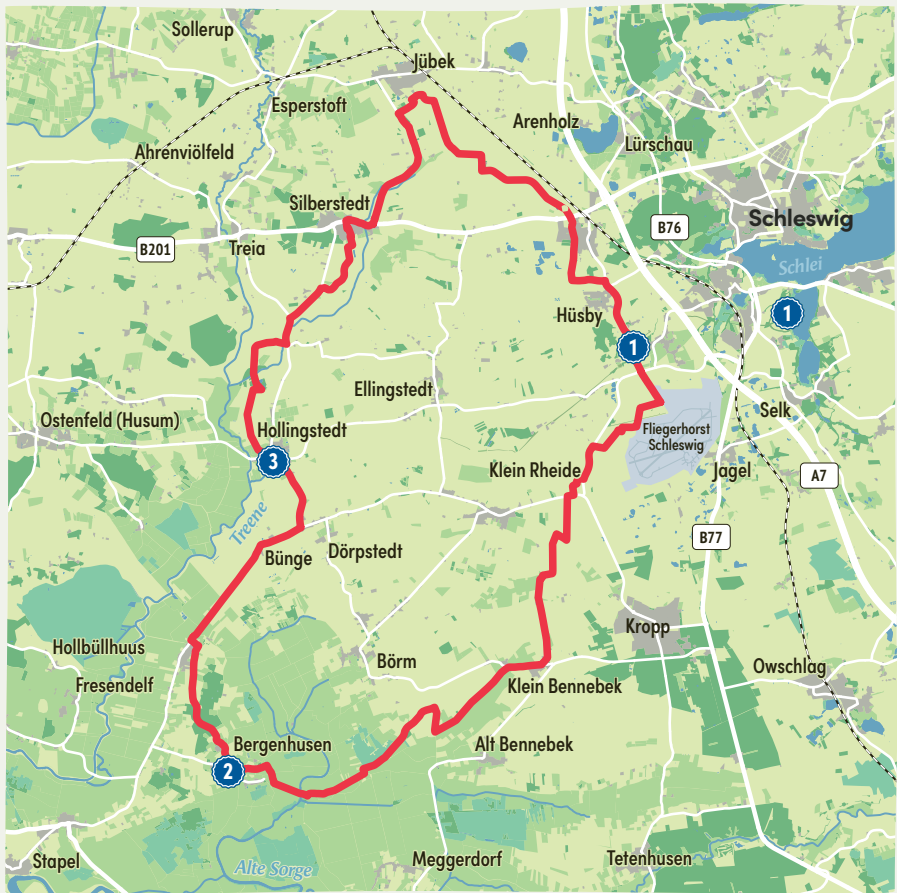 Sollerup
Jübek
Esperstoft
Arenholz
Lürschau
Ahrenviölfeld
Silberstedt
Schleswig
B76
B201
Treia
Schlei
Hüsby
1
1
Ellingstedt
Selk
Ostenfeld (Husum)
Hollingstedt
Fliegerhorst
Schleswig
3
Klein Rheide
Jagel
A7
Treene
B77
Bünge
Dörpstedt
Kropp
Hollbüllhuus
Börm
Owschlag
Fresendelf
Klein Bennebek
Bergenhusen
Alt Bennebek
2
Stapel
Alte Sorge
Meggerdorf
Tetenhusen